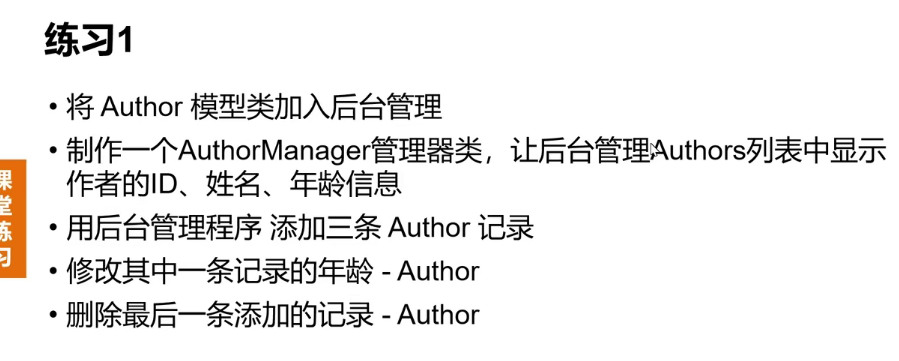 练习1
• 将 Author 模型类加入后台管理
• 制作一个AuthorManager管理器类，让后台管理Authors列表中显示
作者的ID、姓名、年龄信息
• 用后台管理程序 添加三条 Author 记录
• 修改其中一条记录的年龄 - Author
• 删除最后一条添加的记录 - Author
课
堂
练
习